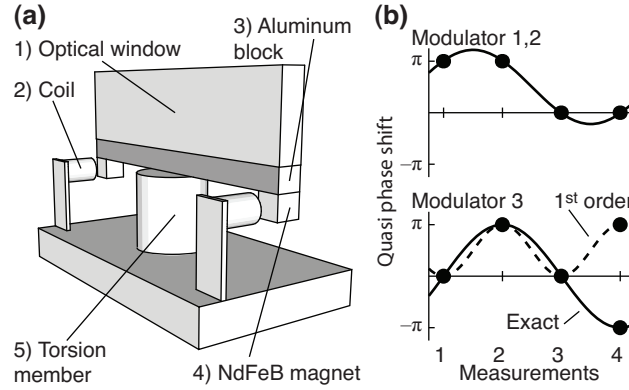 (a)
3) Aluminum
block
1) Optical window
2) Coil
5) Torsion
member
4) NdFeB magnet
(b)
Modulator 1,2
π
−π
Modulator 3
1st order
π
−π
Exact
1 2 3 4
Measurements
Quasi phase shift